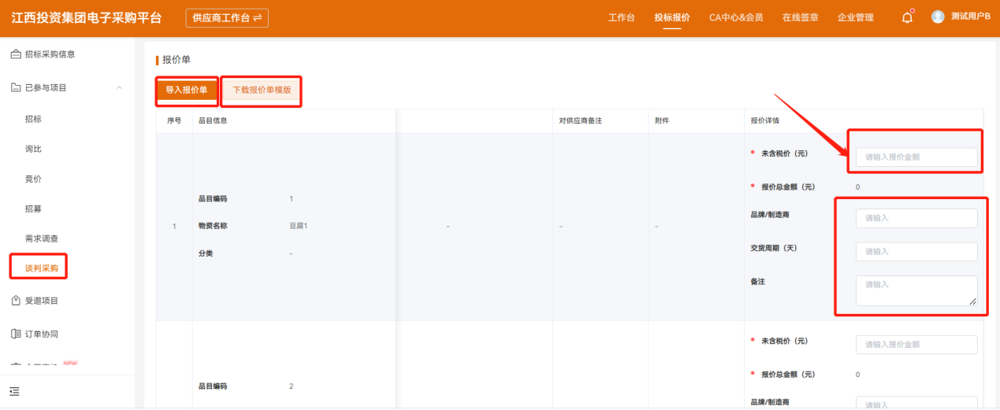 江西投资集团电子采购平台 供应商工作台 工作台 投标报价 CA中心&会员 在线签章 企业管理 测试用户B
招标采购信息
已参与项目
招标
询比
竞价
招募
需求调查
谈判采购
受邀项目
订单协同
NEW
报价单
导入报价单 下载报价单模版
序号 品目信息 对供应商备注 附件 报价详情
1
品目编码 1
物资名称 豆腐1
分类 -
- - -
* 未含税价（元） 请输入报价金额
* 报价总金额（元） 0
品牌/制造商 请输入
交货周期（天） 请输入
备注 请输入
品目编码 2
* 未含税价（元） 请输入报价金额
* 报价总金额（元） 0
品牌/制造商 请输入